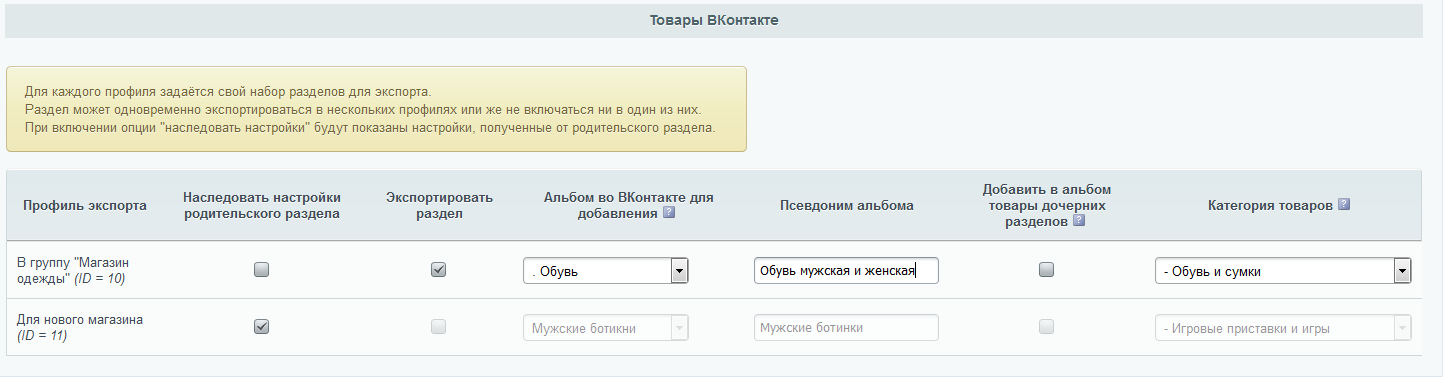 Товары ВКонтакте
Для каждого профиля задаётся свой набор разделов для экспорта.
Раздел может одновременно экспортироваться в нескольких профилях или же не включаться ни в один из них.
При включении опции "наследовать настройки" будут показаны настройки, полученные от родительского раздела.
Профиль экспорта
Наследовать настройки
родительского раздела
Экспортировать
раздел
Альбом во ВКонтакте для
добавления ?
Псевдоним альбома
Добавить в альбом
товары дочерних
разделов ?
Категория товаров ?
В группу "Магазин
одежды" (ID = 10)
. Обувь
Обувь мужская и женская
- Обувь и сумки
Для нового магазина
(ID = 11)
Мужские ботикни
Мужские ботинки
- Игровые приставки и игры